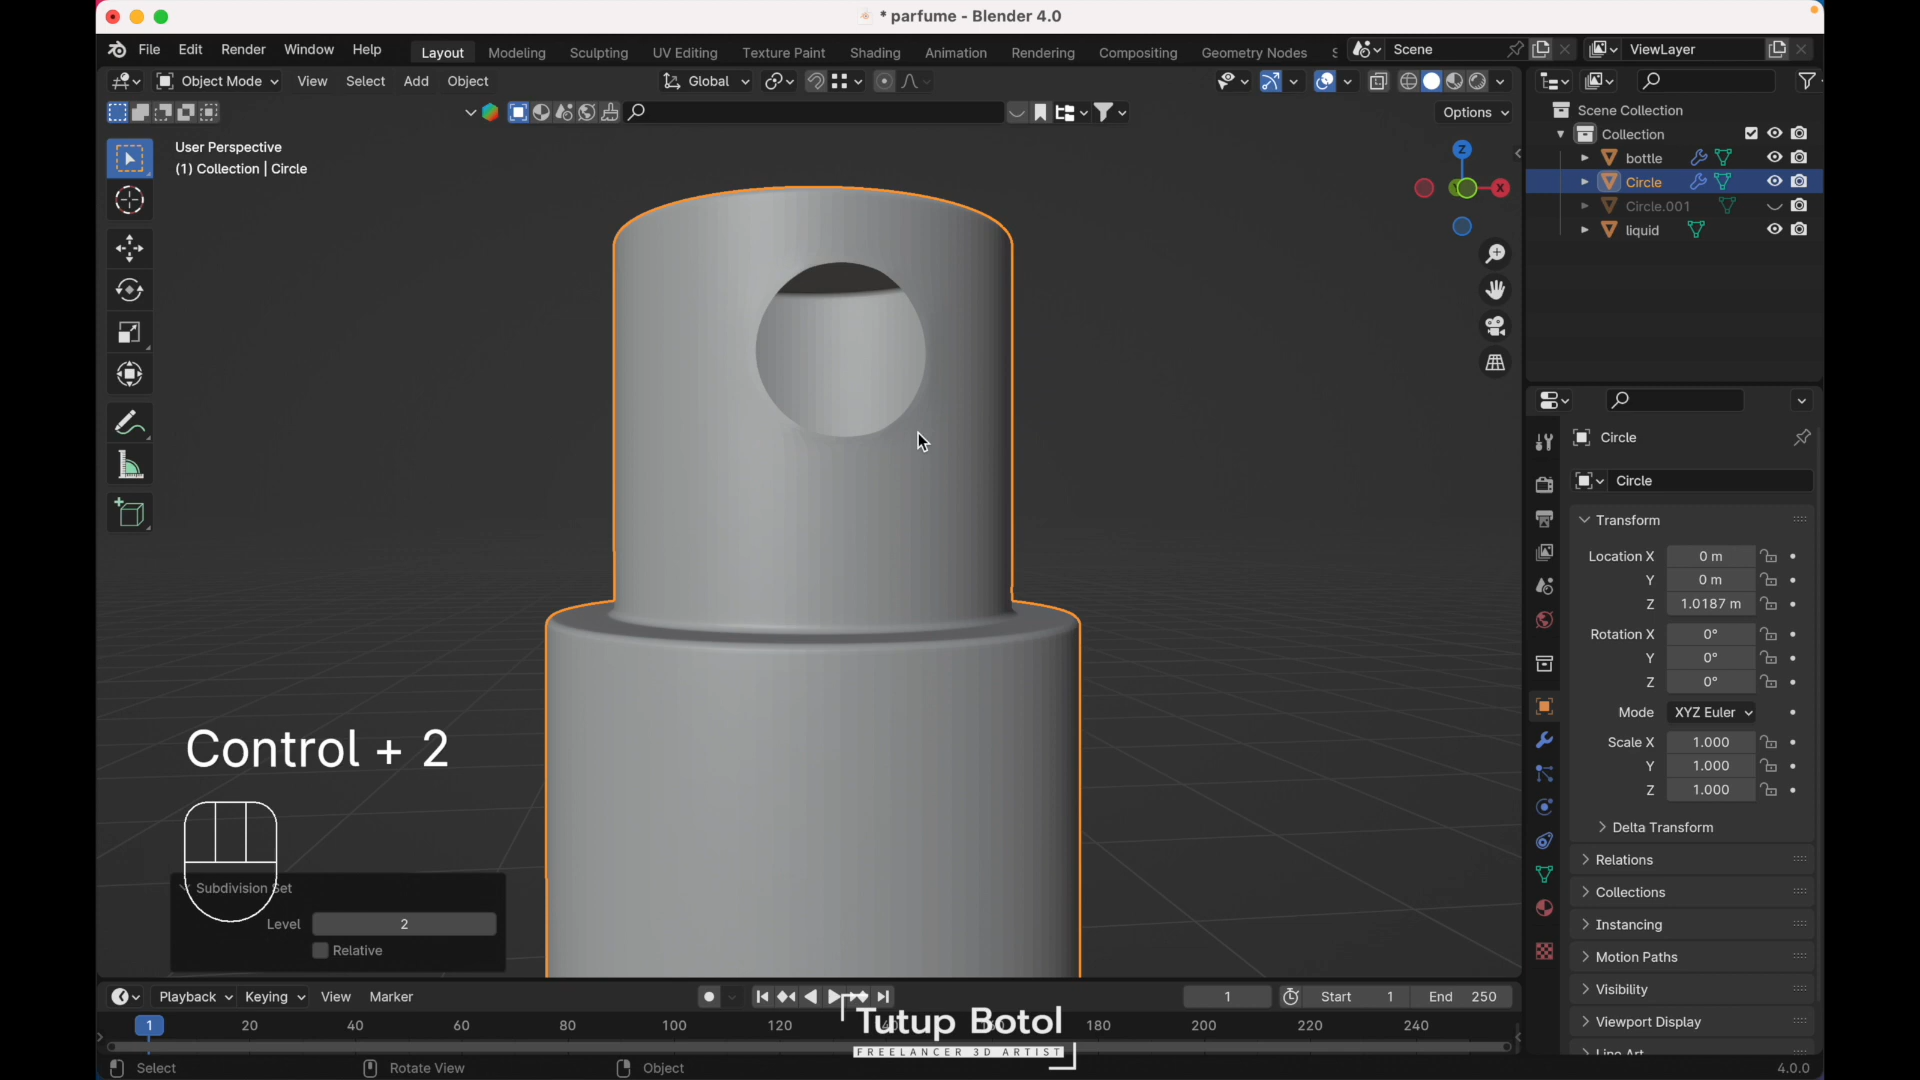 * parfume - Blender 4.0
File Edit Render Window Help
Layout Modeling Sculpting UV Editing Texture Paint Shading Animation Rendering Compositing Geometry Nodes
Scene
ViewLayer
Object Mode View Select Add Object
Global
Options
User Perspective
(1) Collection | Circle
Z
X
Scene Collection
Collection
bottle
Circle
Circle.001
liquid
Circle
Circle
Transform
Location X 0 m
Y 0 m
Z 1.0187 m
Rotation X 0°
Y 0°
Z 0°
Mode XYZ Euler
Scale X 1.000
Y 1.000
Z 1.000
Delta Transform
Relations
Collections
Instancing
Motion Paths
Visibility
Viewport Display
Line Art
Control + 2
Subdivision Set
Level 2
Relative
Playback Keying View Marker
1
Start 1
End 250
1 20 40 60 80 100 120 180 200 220 240
Tutup Botol
FREELANCER 3D ARTIST
Select
Rotate View
Object
4.0.0